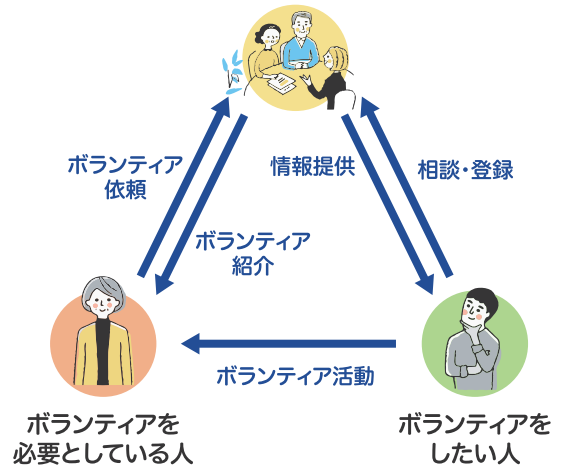 ボランティア
依頼
情報提供
相談・登録
ボランティア
紹介
ボランティア活動
ボランティアを
必要としている人
ボランティアを
したい人